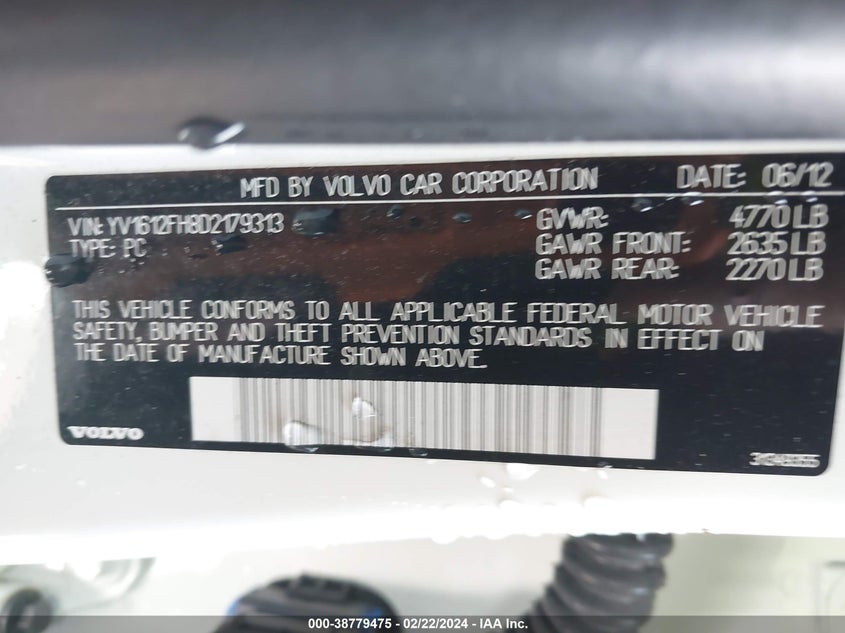 MFD BY VOLVO CAR CORPORATION DATE: 06/12
VIN: YV1612FH8D2179313 GVWR: 4770 LB
TYPE: PC GAWR FRONT: 2635 LB
GAWR REAR: 2270 LB
THIS VEHICLE CONFORMS TO ALL APPLICABLE FEDERAL MOTOR VEHICLE
SAFETY, BUMPER AND THEFT PREVENTION STANDARDS IN EFFECT ON
THE DATE OF MANUFACTURE SHOWN ABOVE.
VOLVO
000-38779475 - 02/22/2024 - IAA Inc.